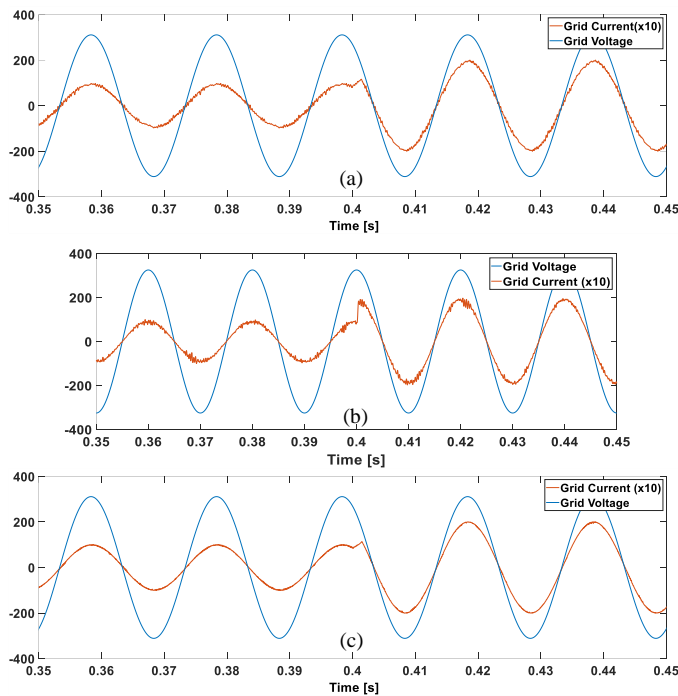 400
Grid Current(x10)
Grid Voltage
200
0
-200
(a)
-400
0.35 0.36 0.37 0.38 0.39 0.4 0.41 0.42 0.43 0.44 0.45
Time [s]
400
Grid Voltage
Grid Current (x10)
200
0
-200
(b)
-400
0.35 0.36 0.37 0.38 0.39 0.4 0.41 0.42 0.43 0.44 0.45
Time [s]
400
Grid Current (x10)
Grid Voltage
200
0
-200
(c)
-400
0.35 0.36 0.37 0.38 0.39 0.4 0.41 0.42 0.43 0.44 0.45
Time [s]